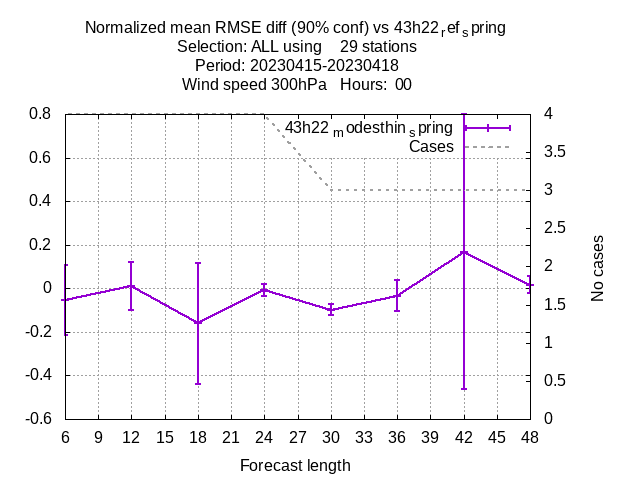 Normalized mean RMSE diff (90% conf) vs 43h22refspring
Selection: ALL using 29 stations
Period: 20230415-20230418
Wind speed 300hPa Hours: 00
0.8
0.6
0.4
0.2
0
-0.2
-0.4
-0.6
4
3.5
3
2.5
2
1.5
1
0.5
0
43h22modesthinspring
Cases
No cases
6 9 12 15 18 21 24 27 30 33 36 39 42 45 48
Forecast length